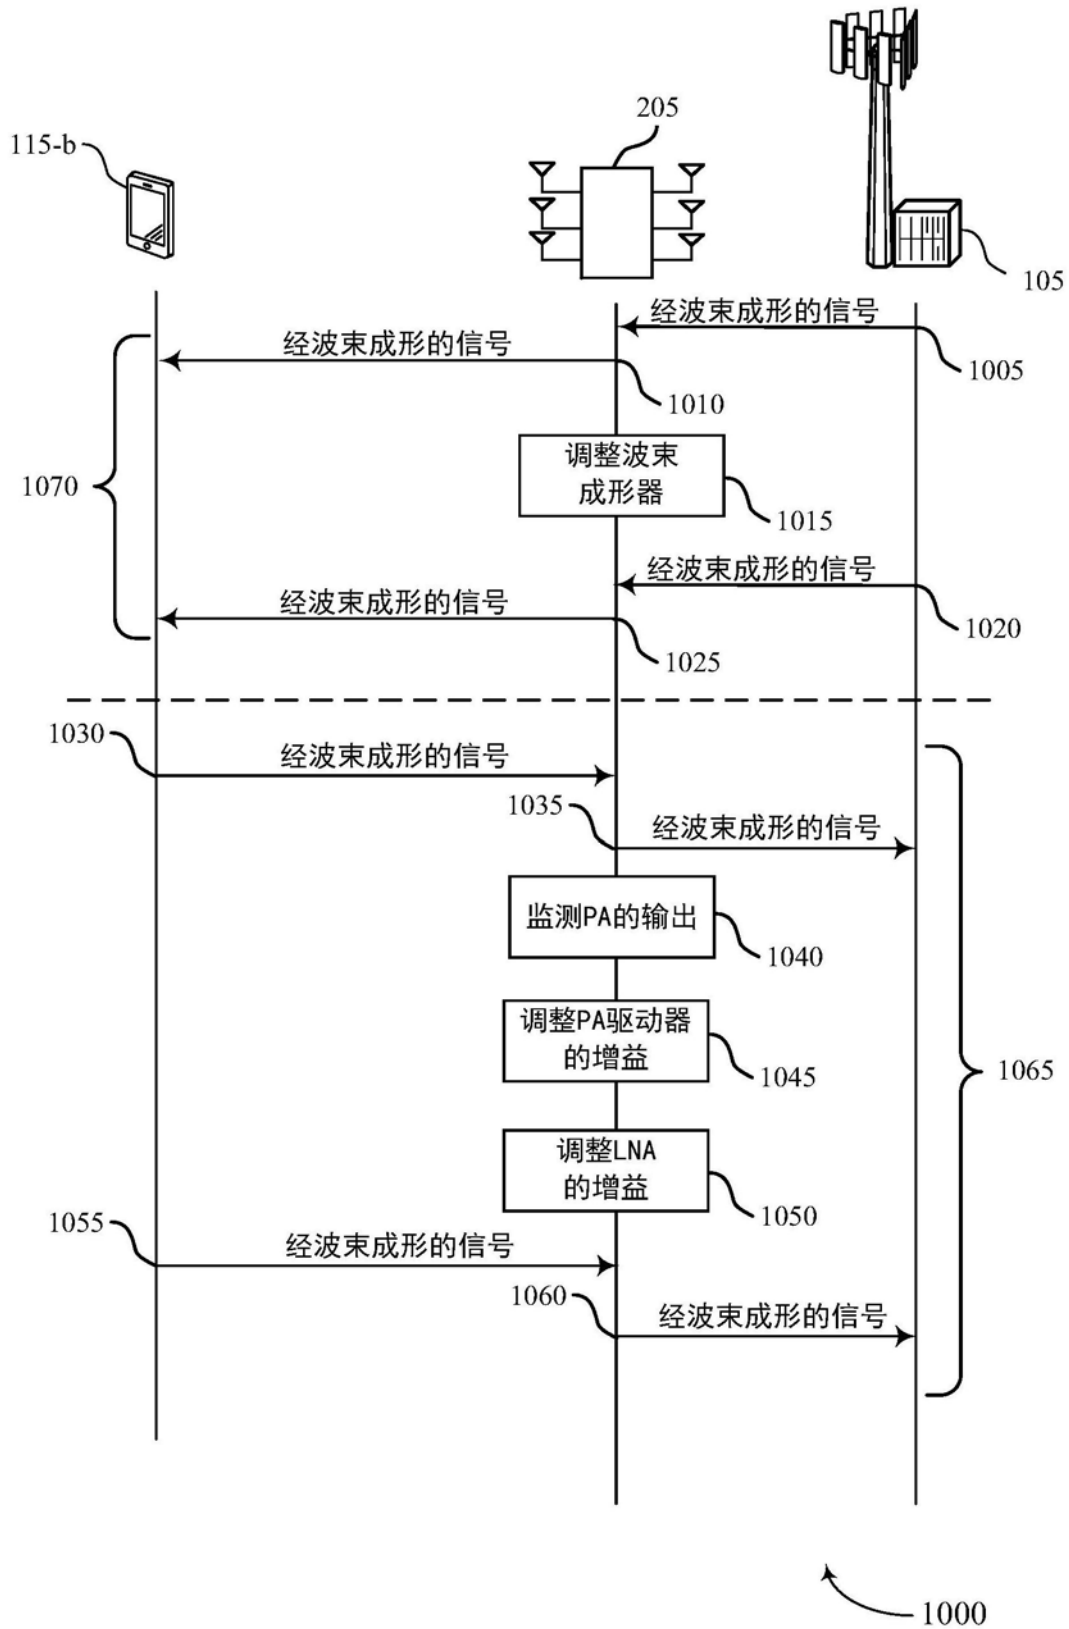 205
115-b
105
经波束成形的信号
1005
经波束成形的信号
1010
1070
调整波束
成形器
1015
经波束成形的信号
1020
经波束成形的信号
1025
1030
经波束成形的信号
1035
经波束成形的信号
监测PA的输出
1040
调整PA驱动器
的增益
1045
1065
调整LNA
的增益
1050
1055
经波束成形的信号
1060
经波束成形的信号
1000